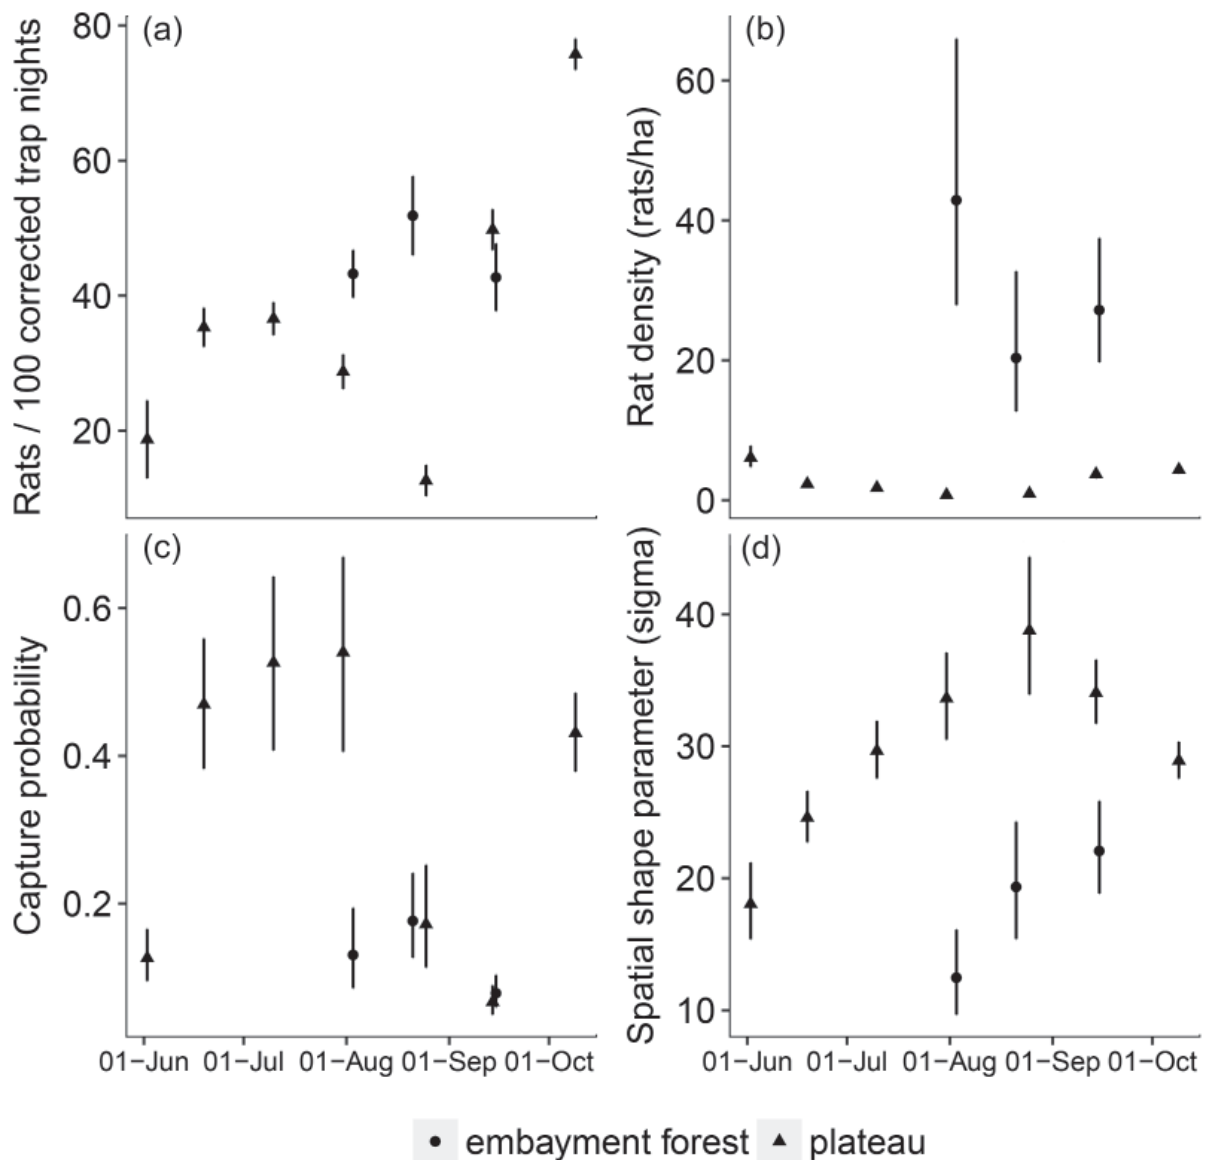 (a)
Rats / 100 corrected trap nights
80
60
40
20
(b)
Rat density (rats/ha)
60
40
20
0
(c)
Capture probability
0.6
0.4
0.2
01−Jun 01−Jul 01−Aug 01−Sep 01−Oct
(d)
Spatial shape parameter (sigma)
40
30
20
10
01−Jun 01−Jul 01−Aug 01−Sep 01−Oct
embayment forest plateau